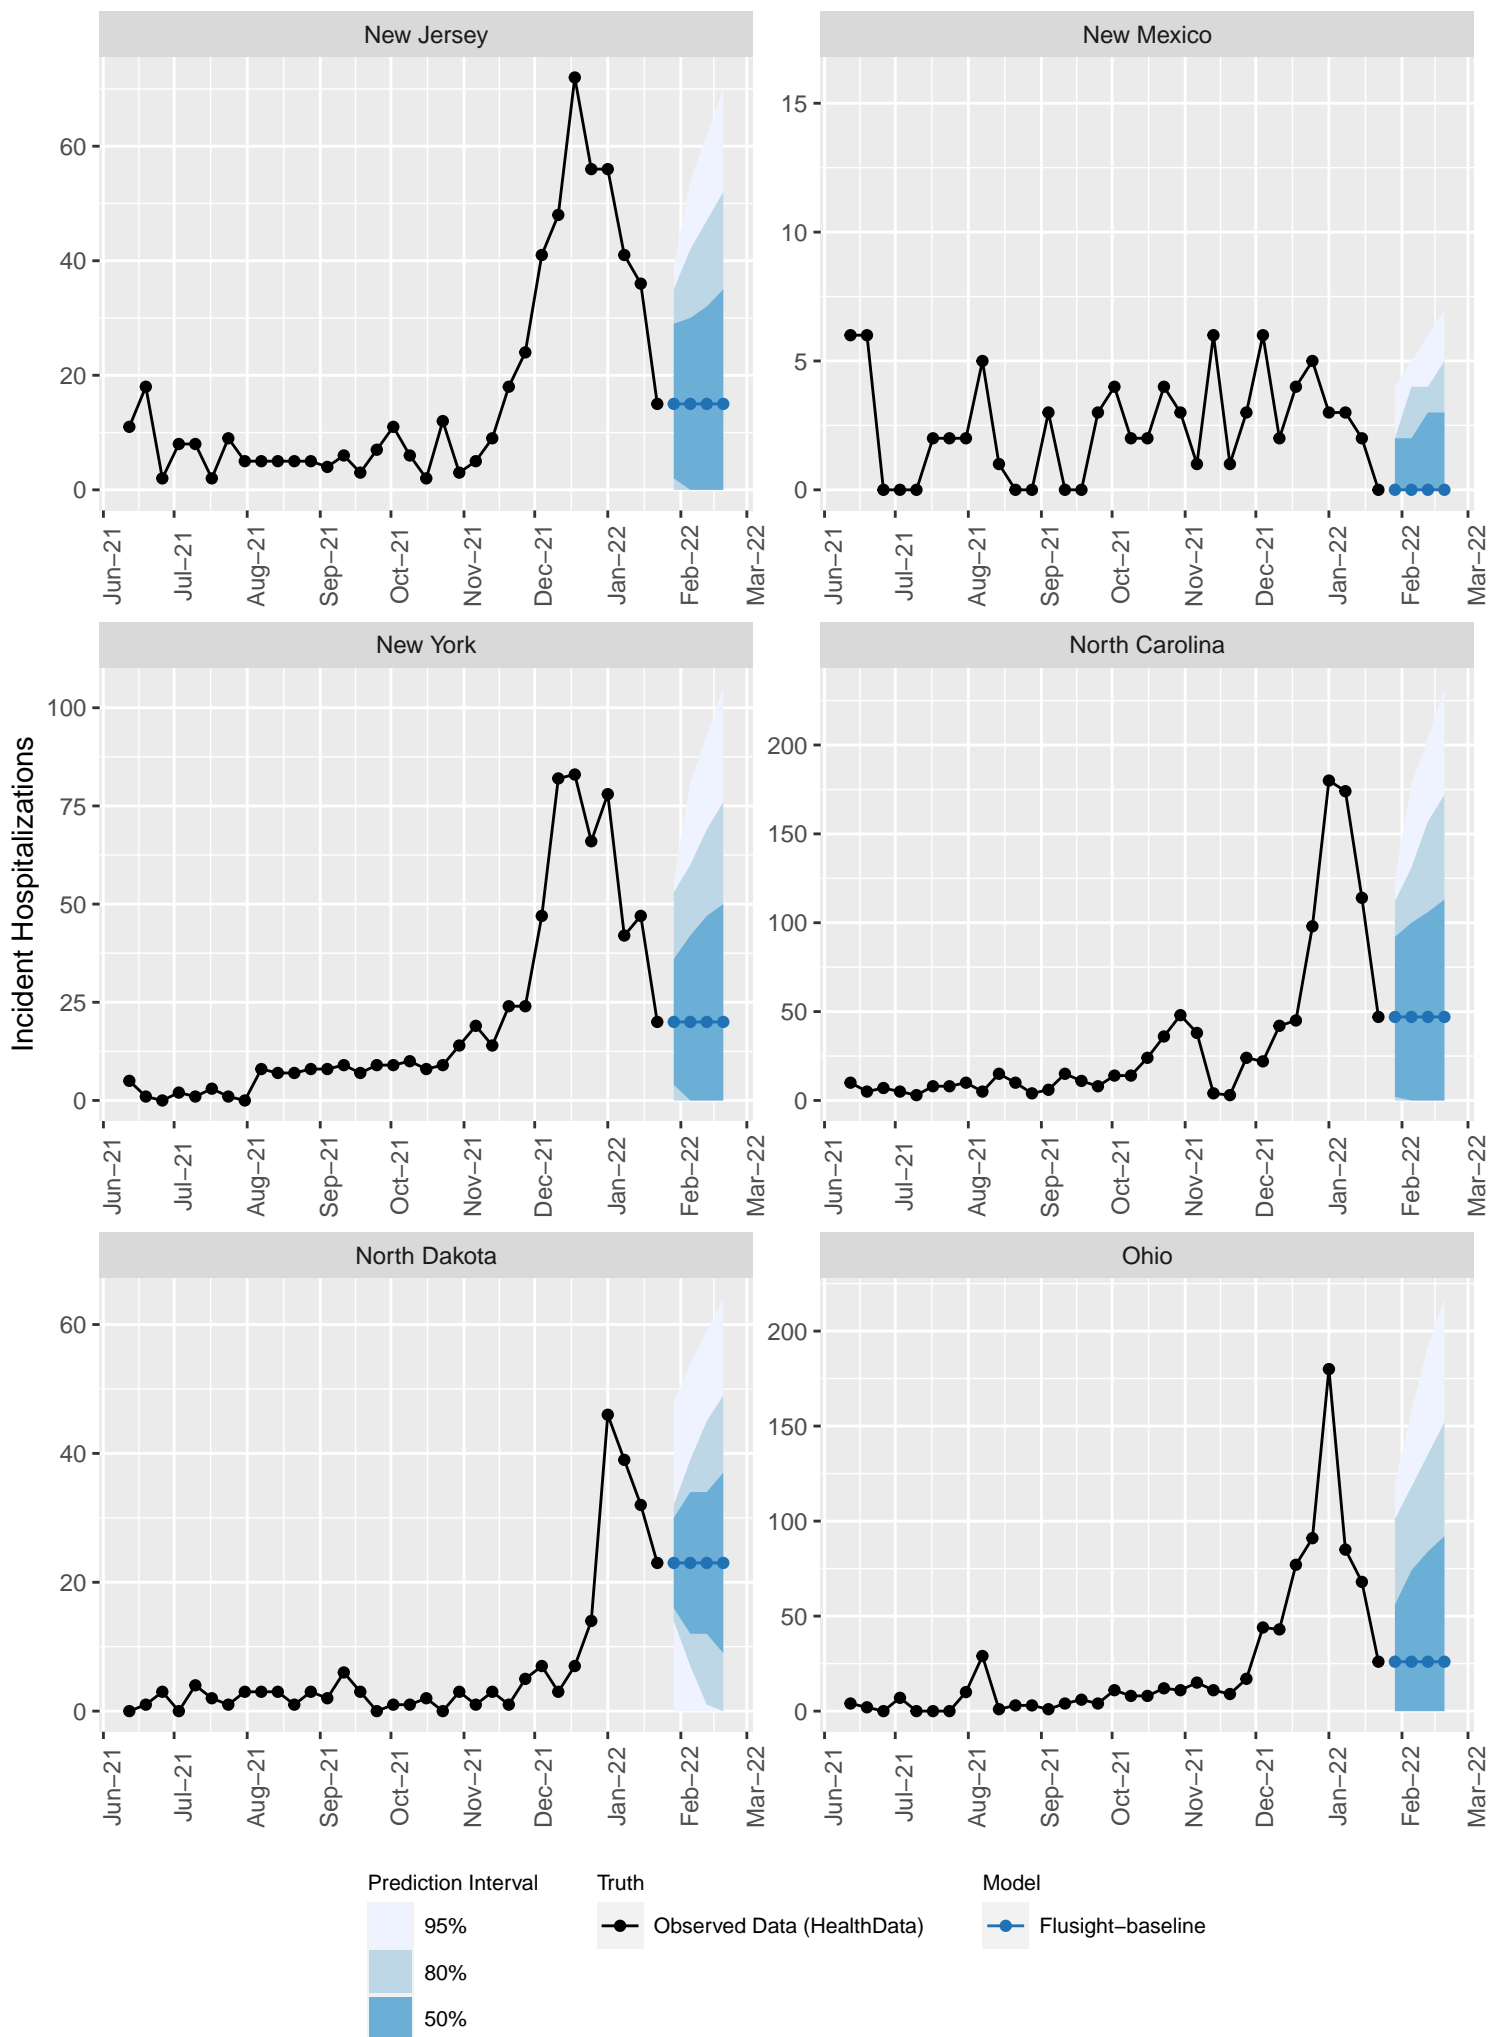 New Jersey
New Mexico
60
40
20
0
15
10
5
0
Jun−21
Jul−21
Aug−21
Sep−21
Oct−21
Nov−21
Dec−21
Jan−22
Feb−22
Mar−22
Jun−21
Jul−21
Aug−21
Sep−21
Oct−21
Nov−21
Dec−21
Jan−22
Feb−22
Mar−22
Incident Hospitalizations
New York
North Carolina
100
75
50
25
0
200
150
100
50
0
Jun−21
Jul−21
Aug−21
Sep−21
Oct−21
Nov−21
Dec−21
Jan−22
Feb−22
Mar−22
Jun−21
Jul−21
Aug−21
Sep−21
Oct−21
Nov−21
Dec−21
Jan−22
Feb−22
Mar−22
North Dakota
Ohio
60
40
20
0
200
150
100
50
0
Jun−21
Jul−21
Aug−21
Sep−21
Oct−21
Nov−21
Dec−21
Jan−22
Feb−22
Mar−22
Jun−21
Jul−21
Aug−21
Sep−21
Oct−21
Nov−21
Dec−21
Jan−22
Feb−22
Mar−22
Prediction Interval
95%
80%
50%
Truth
Observed Data (HealthData)
Model
Flusight−baseline